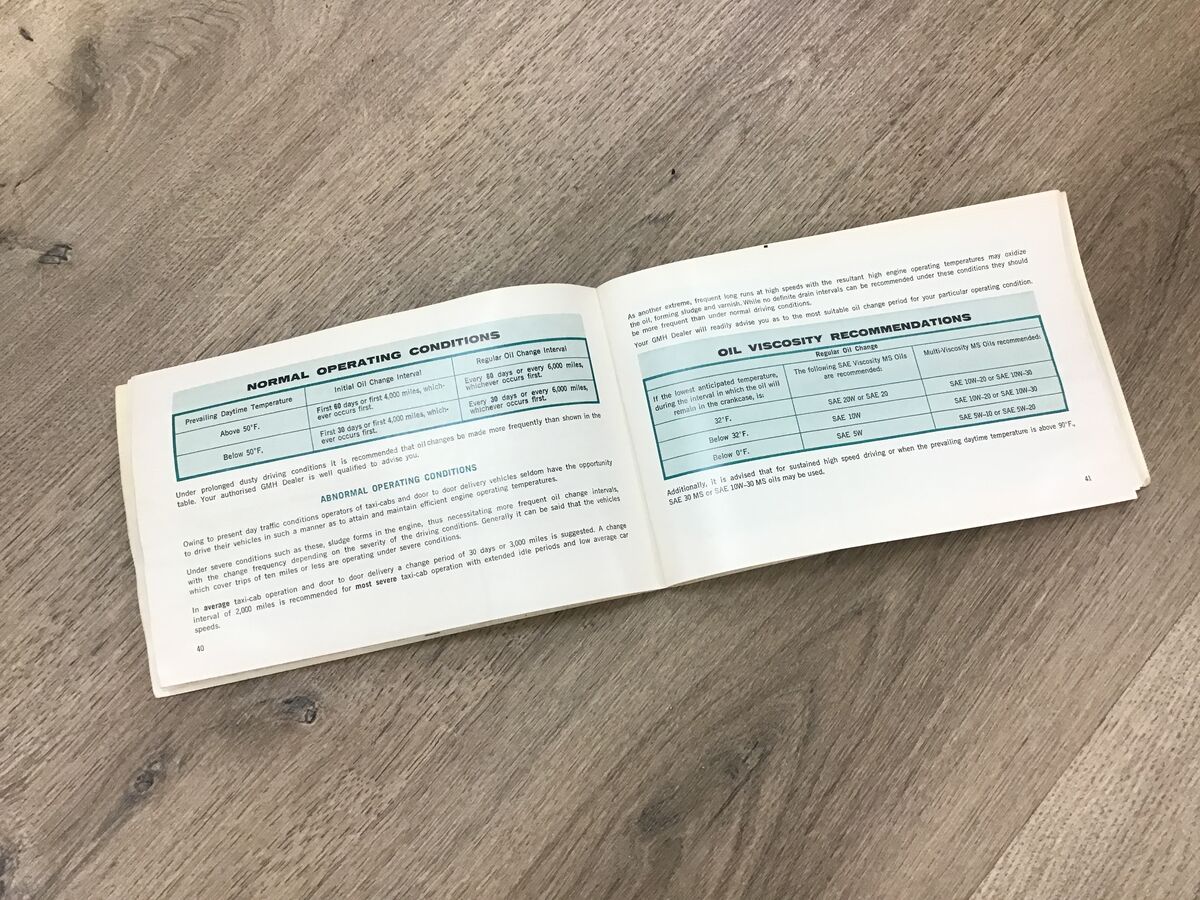 NORMAL OPERATING CONDITIONS
Prevailing Daytime Temperature
Initial Oil Change Interval
Regular Oil Change Interval
Above 50°F.
First 60 days or first 4,000 miles, which-
ever occurs first.
Every 60 days or every 6,000 miles,
whichever occurs first.
Below 50°F,
First 30 days or first 4,000 miles, which-
ever occurs first.
Every 30 days or every 6,000 miles,
whichever occurs first.
Under prolonged dusty driving conditions it is recommended that oil changes be made more frequently than shown in the
table. Your authorised GMH Dealer is well qualified to advise you.
ABNORMAL OPERATING CONDITIONS
Owing to present day traffic conditions operators of taxi-cabs and door to door delivery vehicles seldom have the opportunity
to drive their vehicles in such a manner as to attain and maintain efficient engine operating temperatures.
Under severe conditions such as these, sludge forms in the engine, thus necessitating more frequent oil change intervals,
with the change frequency depending on the severity of the driving conditions. Generally it can be said that the vehicles
which cover trips of ten miles or less are operating under severe conditions.
In average taxi-cab operation and door to door delivery a change period of 30 days or 3,000 miles is suggested. A change
interval of 2,000 miles is recommended for most severe taxi-cab operation with extended idle periods and low average car
speeds.
40
As another extreme, frequent long runs at high speeds with the resultant high engine operating temperatures may oxidize
the oil, forming sludge and varnish. While no definite drain intervals can be recommended under these conditions they should
be more frequent than under normal driving conditions.
Your GMH Dealer will readily advise you as to the most suitable oil change period for your particular operating condition.
OIL VISCOSITY RECOMMENDATIONS
Regular Oil Change
If the lowest anticipated temperature,
during the interval in which the oil will
remain in the crankcase, is:
The following SAE Viscosity MS Oils
are recommended:
Multi-Viscosity MS Oils recommended:
32°F.
SAE 20W or SAE 20
SAE 10W-20 or SAE 10W-30
Below 32°F.
SAE 10W
SAE 10W-20 or SAE 10W-30
Below 0°F.
SAE 5W
SAE 5W-10 or SAE 5W-20
Additionally, it is advised that for sustained high speed driving or when the prevailing daytime temperature is above 90°F.,
SAE 30 MS or SAE 10W-30 MS oils may be used.
41